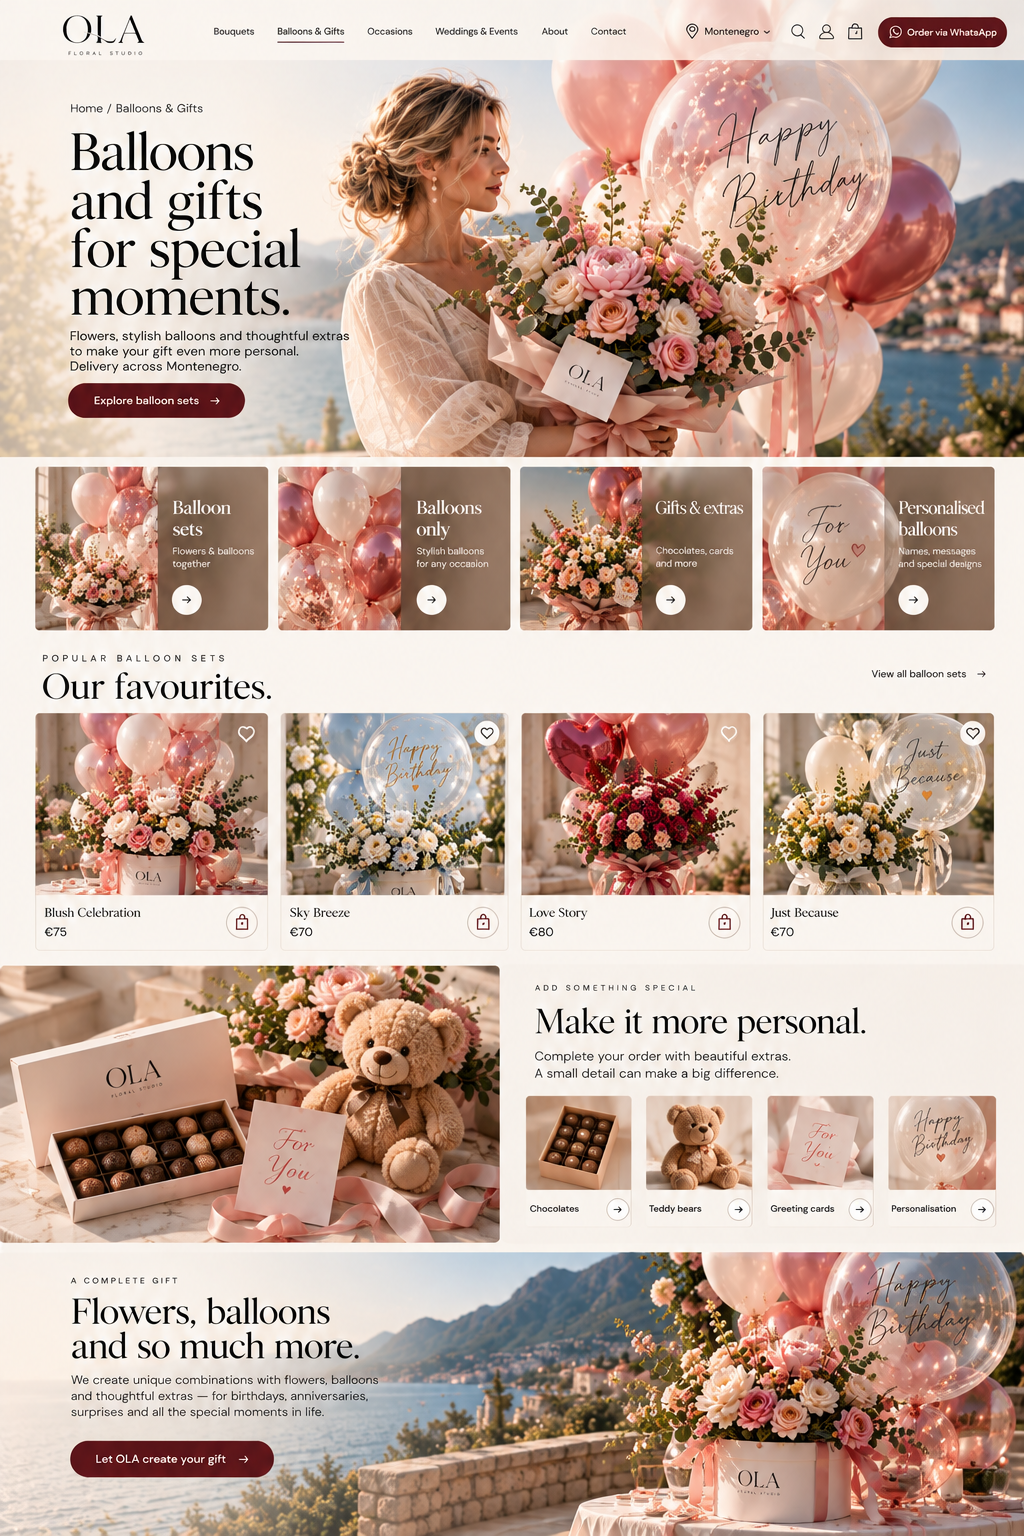 OLA
FLORAL STUDIO
Bouquets
Balloons & Gifts
Occasions
Weddings & Events
About
Contact
Montenegro
Order via WhatsApp
Home / Balloons & Gifts
Balloons
and gifts
for special
moments.
Flowers, stylish balloons and thoughtful extras
to make your gift even more personal.
Delivery across Montenegro.
Explore balloon sets →
Happy
Birthday
OLA
Balloon
sets
Flowers & balloons
together
→
Balloons
only
Stylish balloons
for any occasion
→
Gifts & extras
Chocolates, cards
and more
→
For
You
Personalised
balloons
Names, messages
and special designs
→
POPULAR BALLOON SETS
Our favourites.
View all balloon sets →
OLA
Blush Celebration
€75
Happy
Birthday
OLA
Sky Breeze
€70
Love Story
€80
Just
Because
Just Because
€70
OLA
FLORAL STUDIO
For
You
ADD SOMETHING SPECIAL
Make it more personal.
Complete your order with beautiful extras.
A small detail can make a big difference.
Chocolates →
Teddy bears →
For
You
Greeting cards →
Happy
Birthday
Personalisation →
A COMPLETE GIFT
Flowers, balloons
and so much more.
We create unique combinations with flowers, balloons
and thoughtful extras — for birthdays, anniversaries,
surprises and all the special moments in life.
Let OLA create your gift →
Happy
Birthday
OLA
FLORAL STUDIO